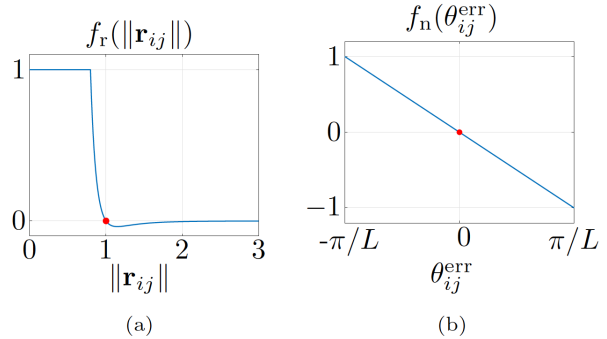 f_r(‖r_ij‖)
1
0
0 1 2 3
‖r_ij‖
(a)
f_n(θ_ij^err)
1
0
−1
-π/L 0 π/L
θ_ij^err
(b)